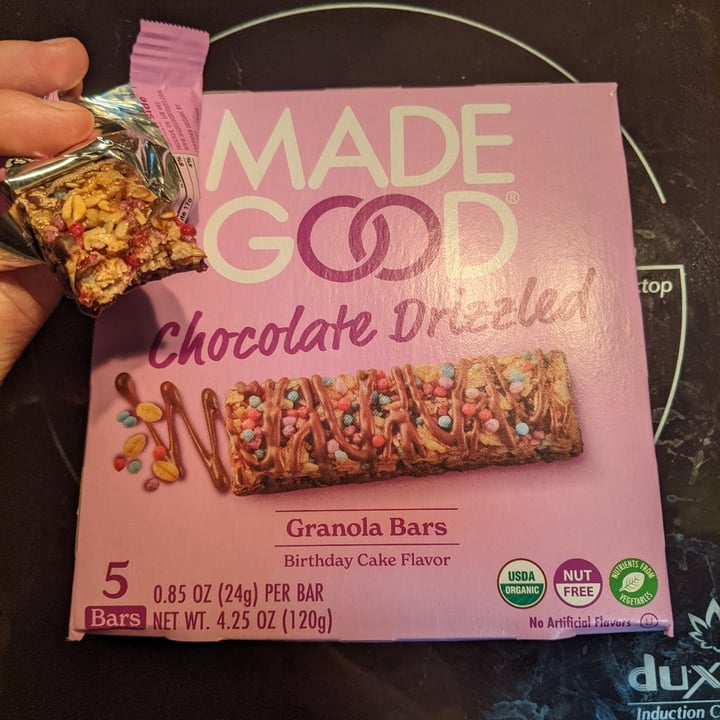 MADE
GOOD®
Chocolate Drizzled
Granola Bars
Birthday Cake Flavor
5
Bars
0.85 OZ (24g) PER BAR
NET WT. 4.25 OZ (120g)
USDA
ORGANIC
NUT
FREE
NUTRIENTS FROM
VEGETABLES
No Artificial Flavors U
ktop
dux
Induction C